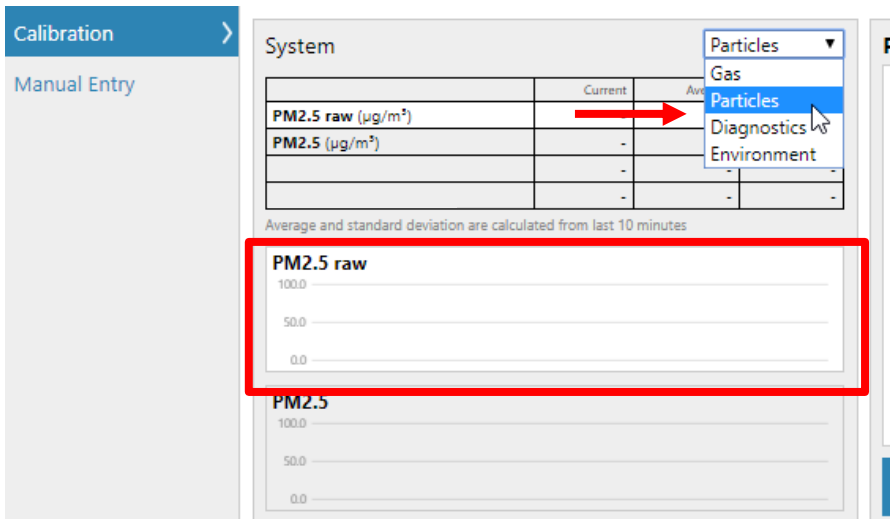 Calibration
Manual Entry
System
Particles
Gas
Particles
Diagnostics
Environment
Current
PM2.5 raw (µg/m³)
PM2.5 (µg/m³) -
- - -
- - -
Average and standard deviation are calculated from last 10 minutes
PM2.5 raw
100.0
50.0
0.0
PM2.5
100.0
50.0
0.0